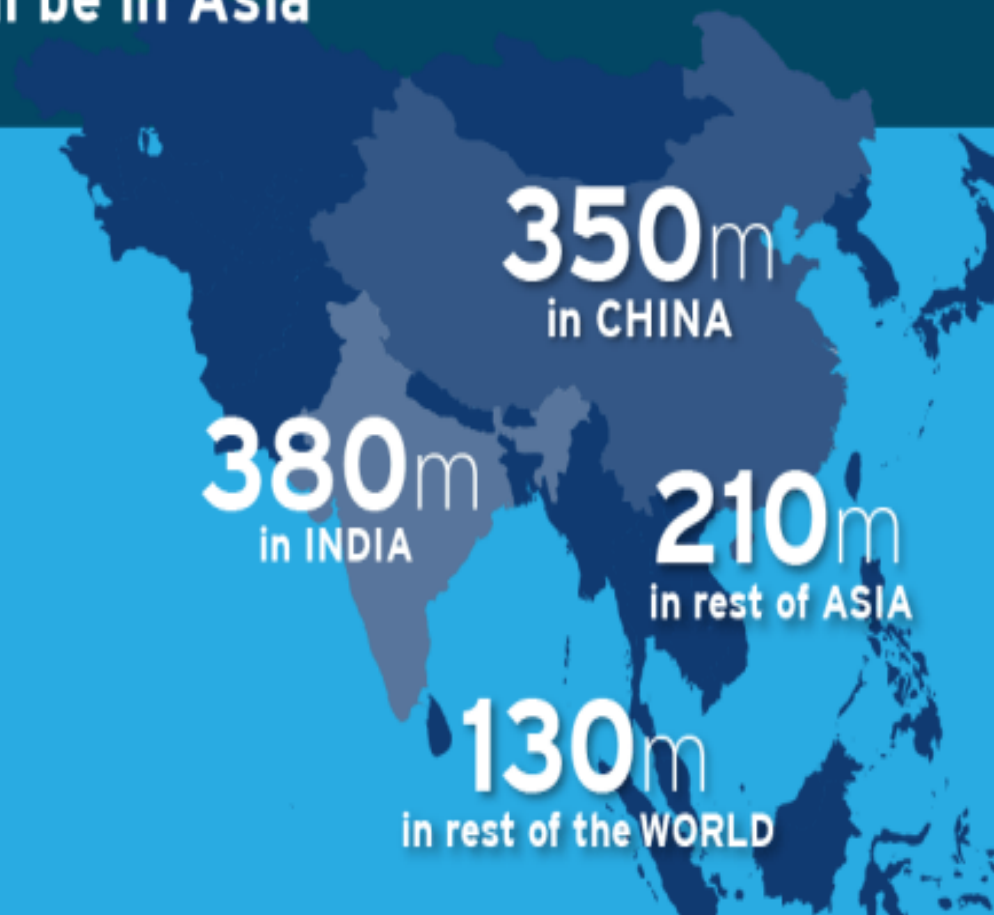 be in Asia
350m
in CHINA
380m
in INDIA
210m
in rest of ASIA
130m
in rest of the WORLD